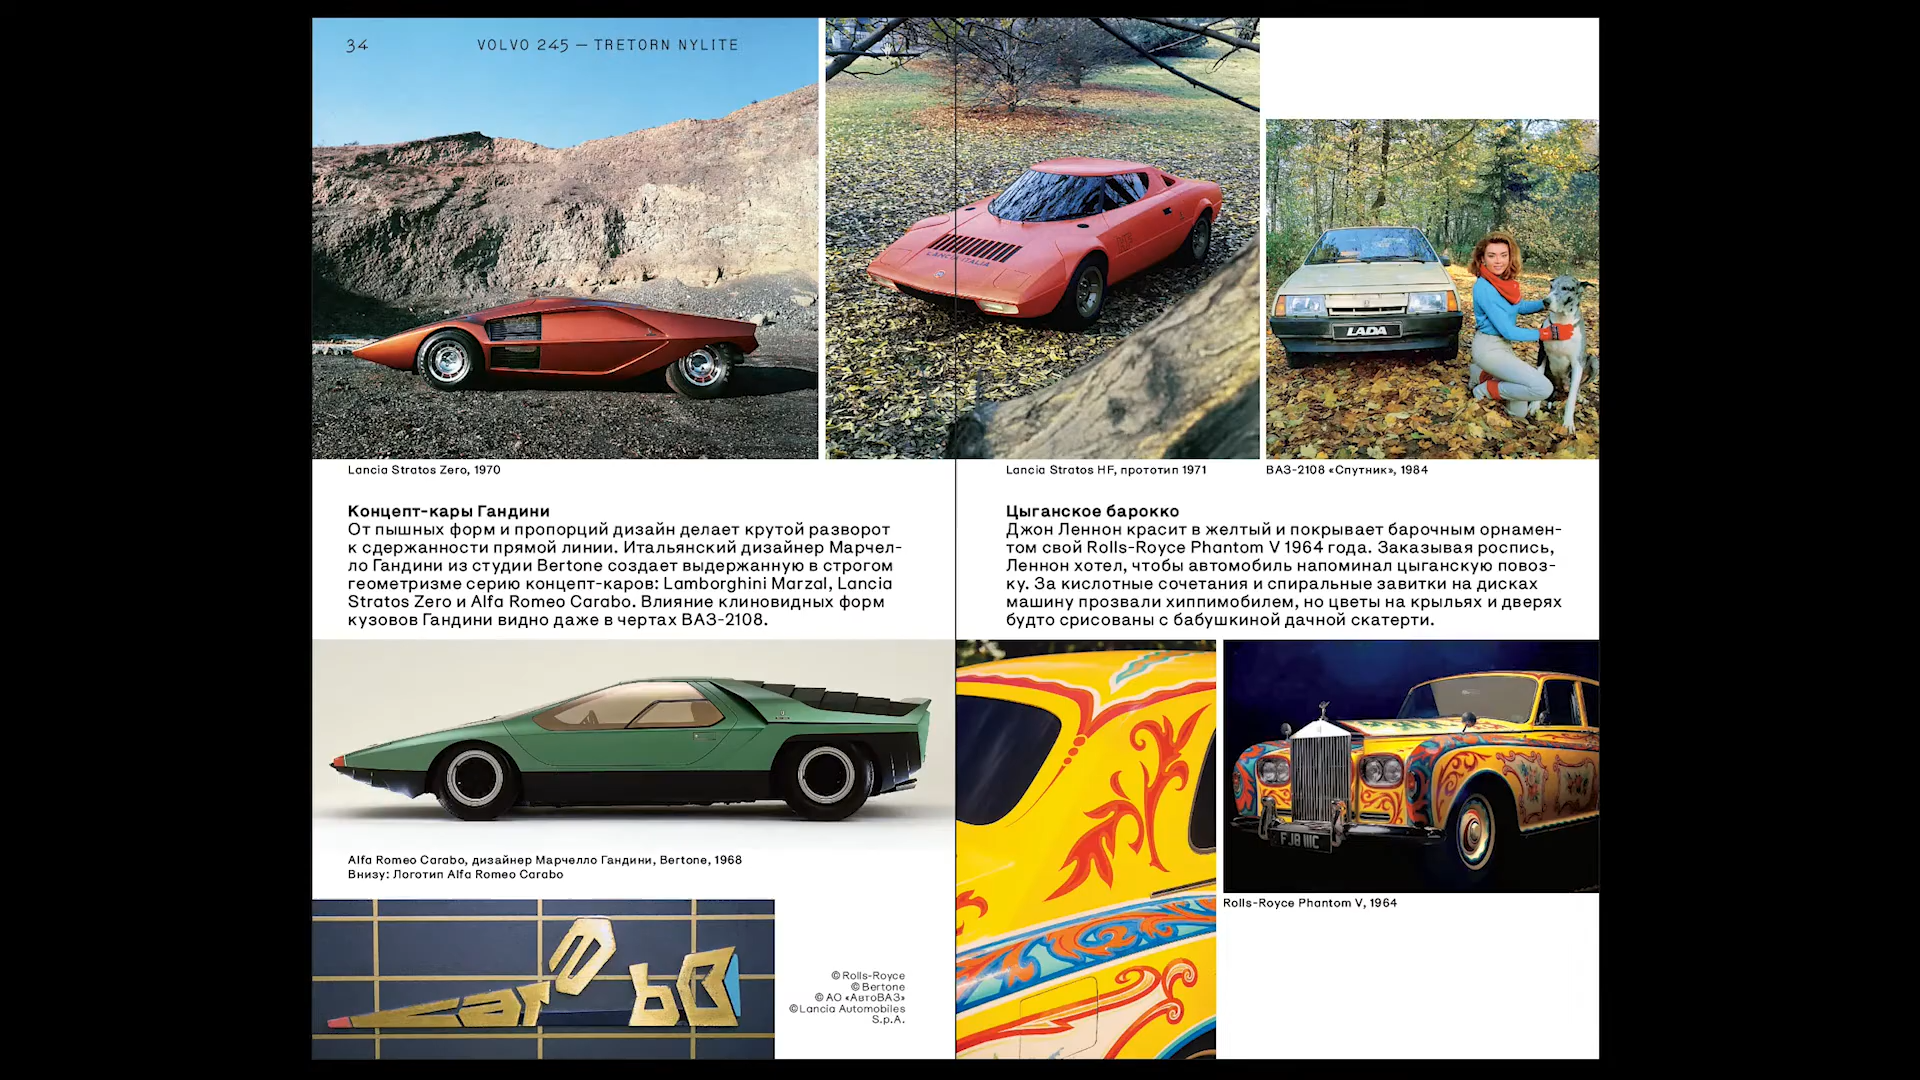 34
VOLVO 245 — TRETORN NYLITE
LANCIA ITALIA
LADA
Lancia Stratos Zero, 1970
Lancia Stratos HF, прототип 1971
ВАЗ-2108 «Спутник», 1984
Концепт-кары Гандини
От пышных форм и пропорций дизайн делает крутой разворот
к сдержанности прямой линии. Итальянский дизайнер Марчел-
ло Гандини из студии Bertone создает выдержанную в строгом
геометризме серию концепт-каров: Lamborghini Marzal, Lancia
Stratos Zero и Alfa Romeo Carabo. Влияние клиновидных форм
кузовов Гандини видно даже в чертах ВАЗ-2108.
Цыганское барокко
Джон Леннон красит в желтый и покрывает барочным орнамен-
том свой Rolls-Royce Phantom V 1964 года. Заказывая роспись,
Леннон хотел, чтобы автомобиль напоминал цыганскую повоз-
ку. За кислотные сочетания и спиральные завитки на дисках
машину прозвали хиппимобилем, но цветы на крыльях и дверях
будто срисованы с бабушкиной дачной скатерти.
Alfa Romeo Carabo, дизайнер Марчелло Гандини, Bertone, 1968
Внизу: Логотип Alfa Romeo Carabo
FJB 111C
Rolls-Royce Phantom V, 1964
carabo
© Rolls-Royce
© Bertone
© АО «АвтоВАЗ»
© Lancia Automobiles
S.p.A.